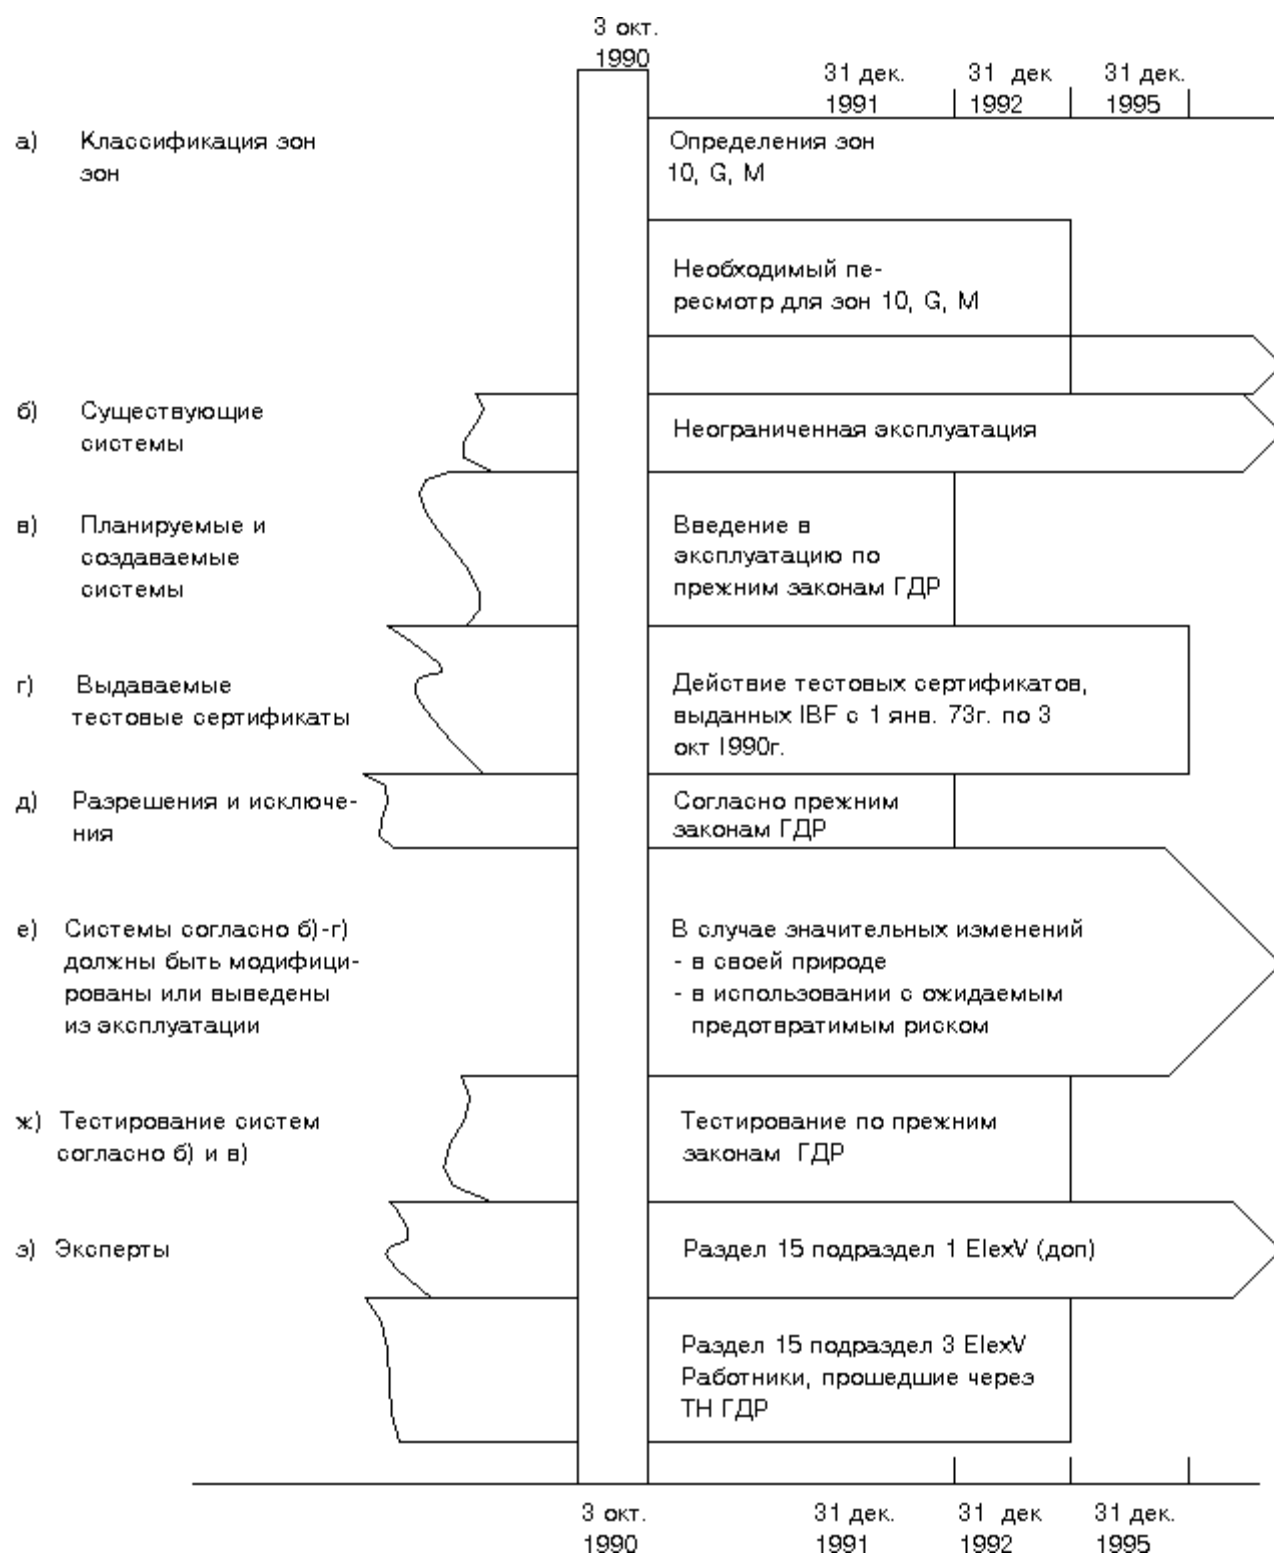 3 окт.
1990
31 дек.
1991
31 дек
1992
31 дек.
1995
а) Классификация зон
зон
Определения зон
10, G, M
Необходимый пе-
ресмотр для зон 10, G, M
б) Существующие
системы
Неограниченная эксплуатация
в) Планируемые и
создаваемые
системы
Введение в
эксплуатацию по
прежним законам ГДР
г) Выдаваемые
тестовые сертификаты
Действие тестовых сертификатов,
выданных IBF с 1 янв. 73г. по 3
окт 1990г.
д) Разрешения и исключе-
ния
Согласно прежним
законам ГДР
е) Системы согласно б)-г)
должны быть модифици-
рованы или выведены
из эксплуатации
В случае значительных изменений
- в своей природе
- в использовании с ожидаемым
предотвратимым риском
ж) Тестирование систем
согласно б) и в)
Тестирование по прежним
законам ГДР
э) Эксперты
Раздел 15 подраздел 1 ElexV (доп)
Раздел 15 подраздел 3 ElexV
Работники, прошедшие через
ТН ГДР
3 окт.
1990
31 дек.
1991
31 дек
1992
31 дек.
1995